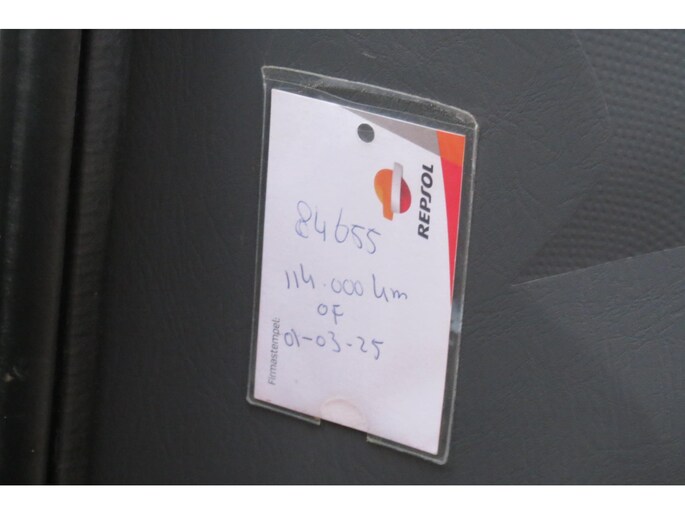 REPSOL
84655
114.000 km
OF
01-03-25
Firmastempel: